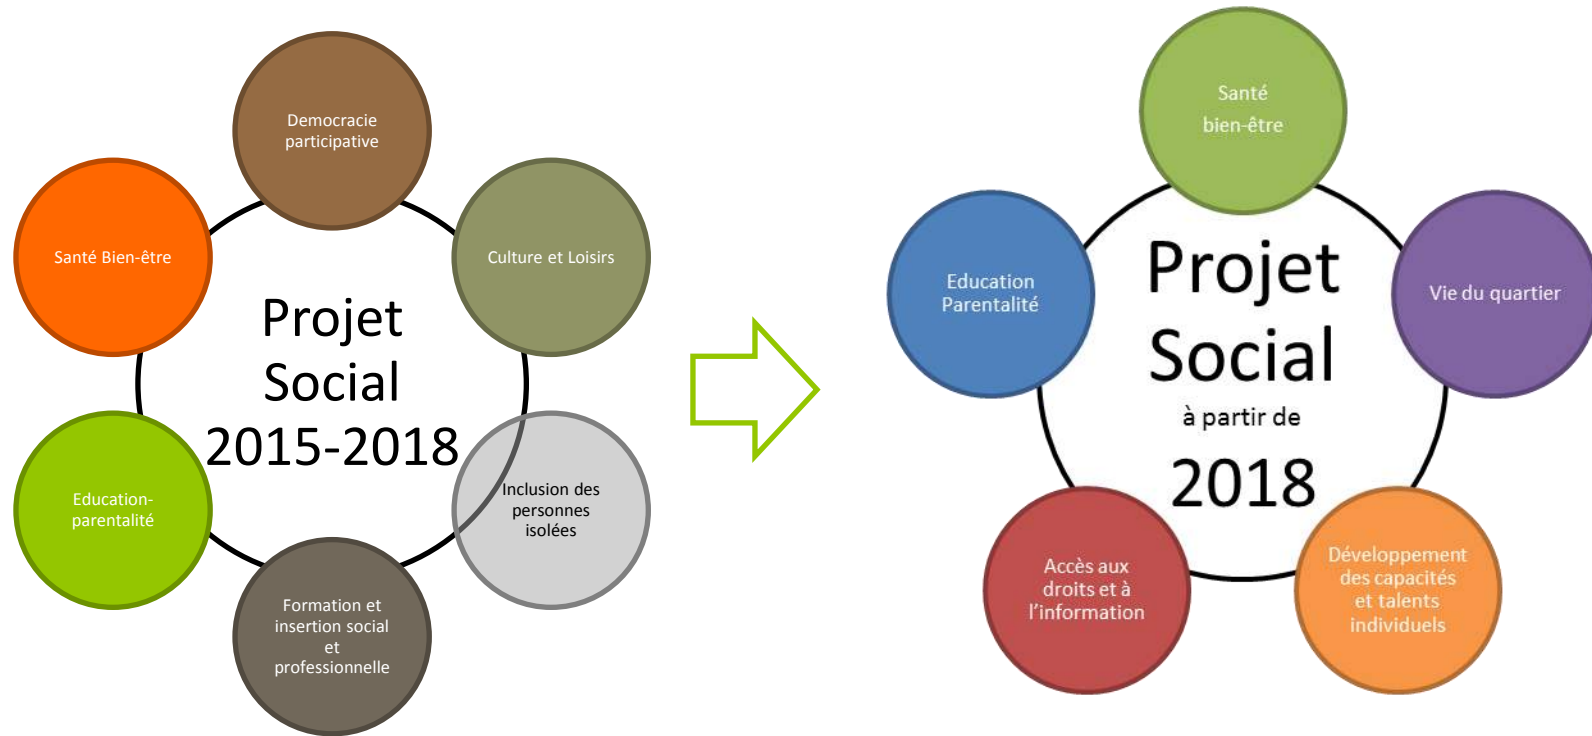 Democracie
participative
Culture et Loisirs
Inclusion des
personnes
isolées
Formation et
insertion social
et
professionnelle
Education-
parentalité
Santé Bien-être
Projet
Social
2015-2018
Santé
bien-être
Vie du quartier
Développement
des capacités
et talents
individuels
Accès aux
droits et à
l'information
Education
Parentalité
Projet
Social
à partir de
2018